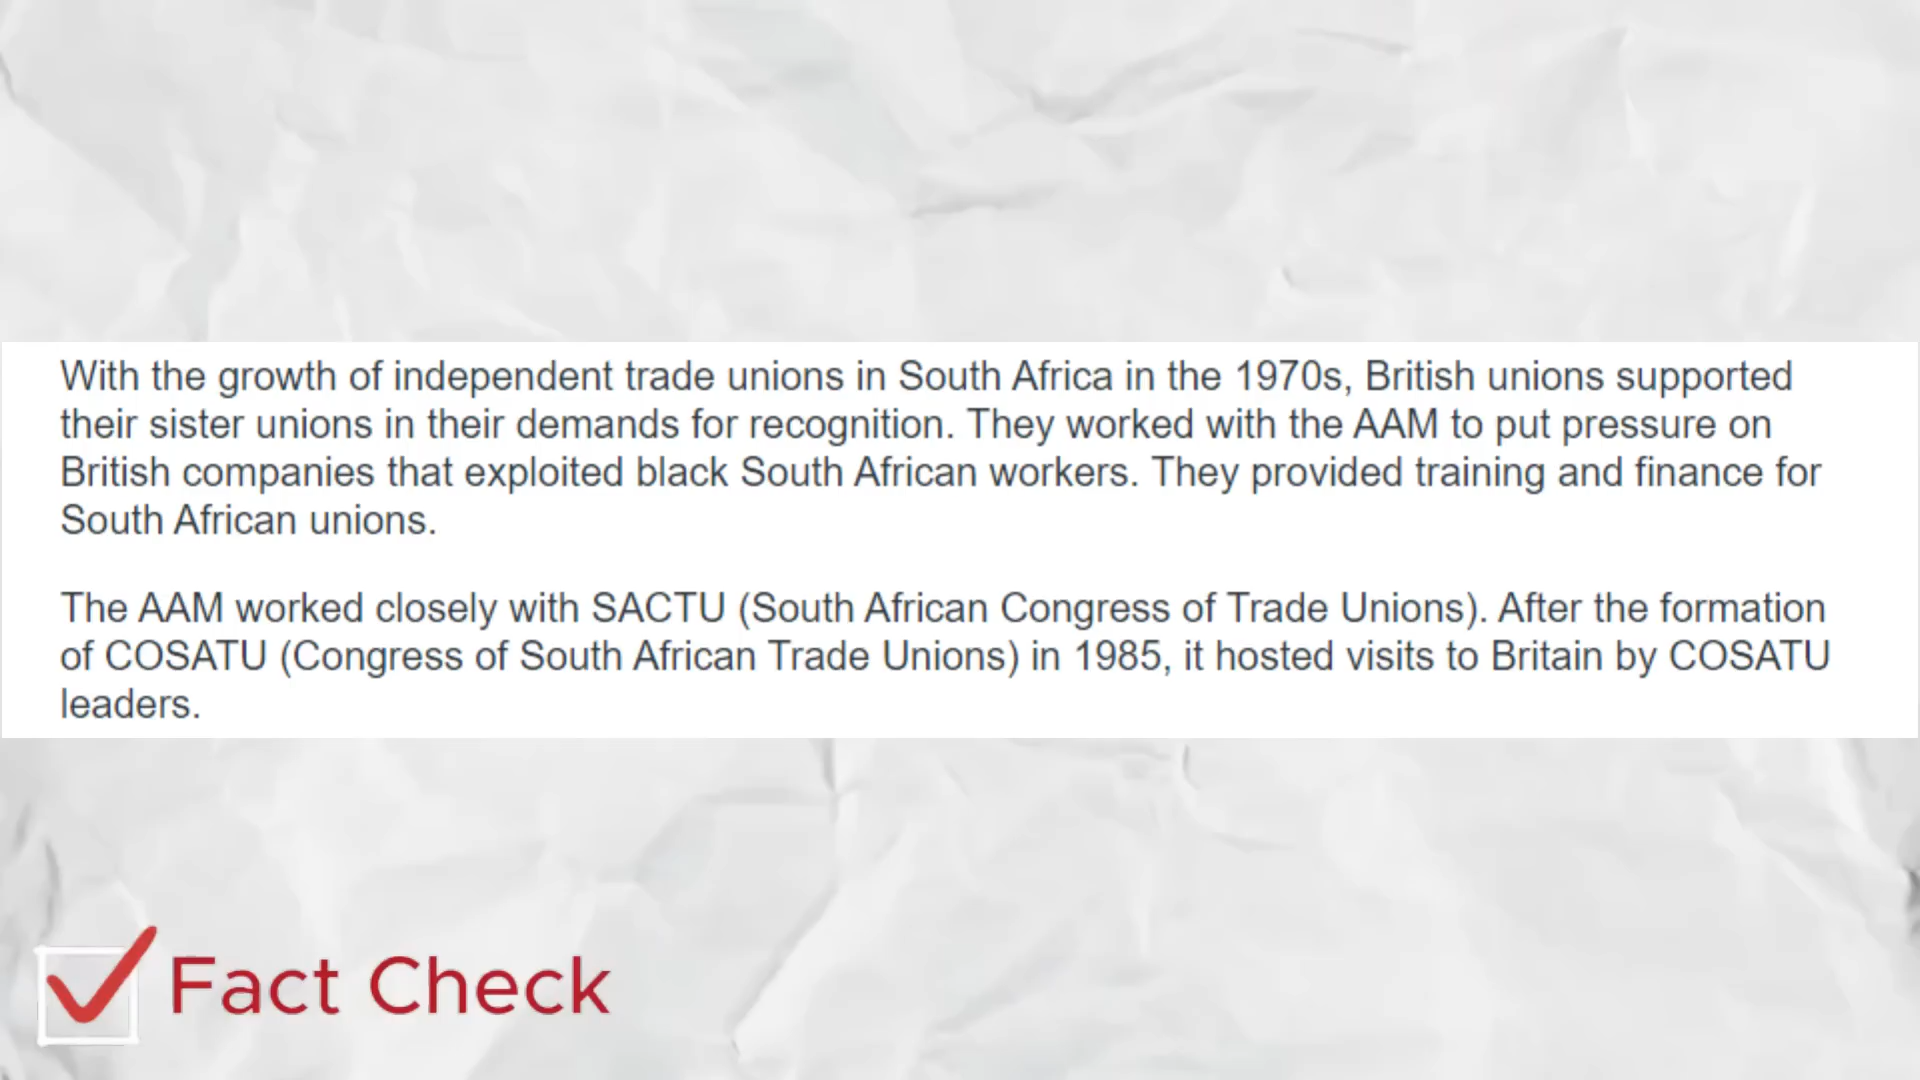 With the growth of independent trade unions in South Africa in the 1970s, British unions supported
their sister unions in their demands for recognition. They worked with the AAM to put pressure on
British companies that exploited black South African workers. They provided training and finance for
South African unions.
The AAM worked closely with SACTU (South African Congress of Trade Unions). After the formation
of COSATU (Congress of South African Trade Unions) in 1985, it hosted visits to Britain by COSATU
leaders.
Fact Check